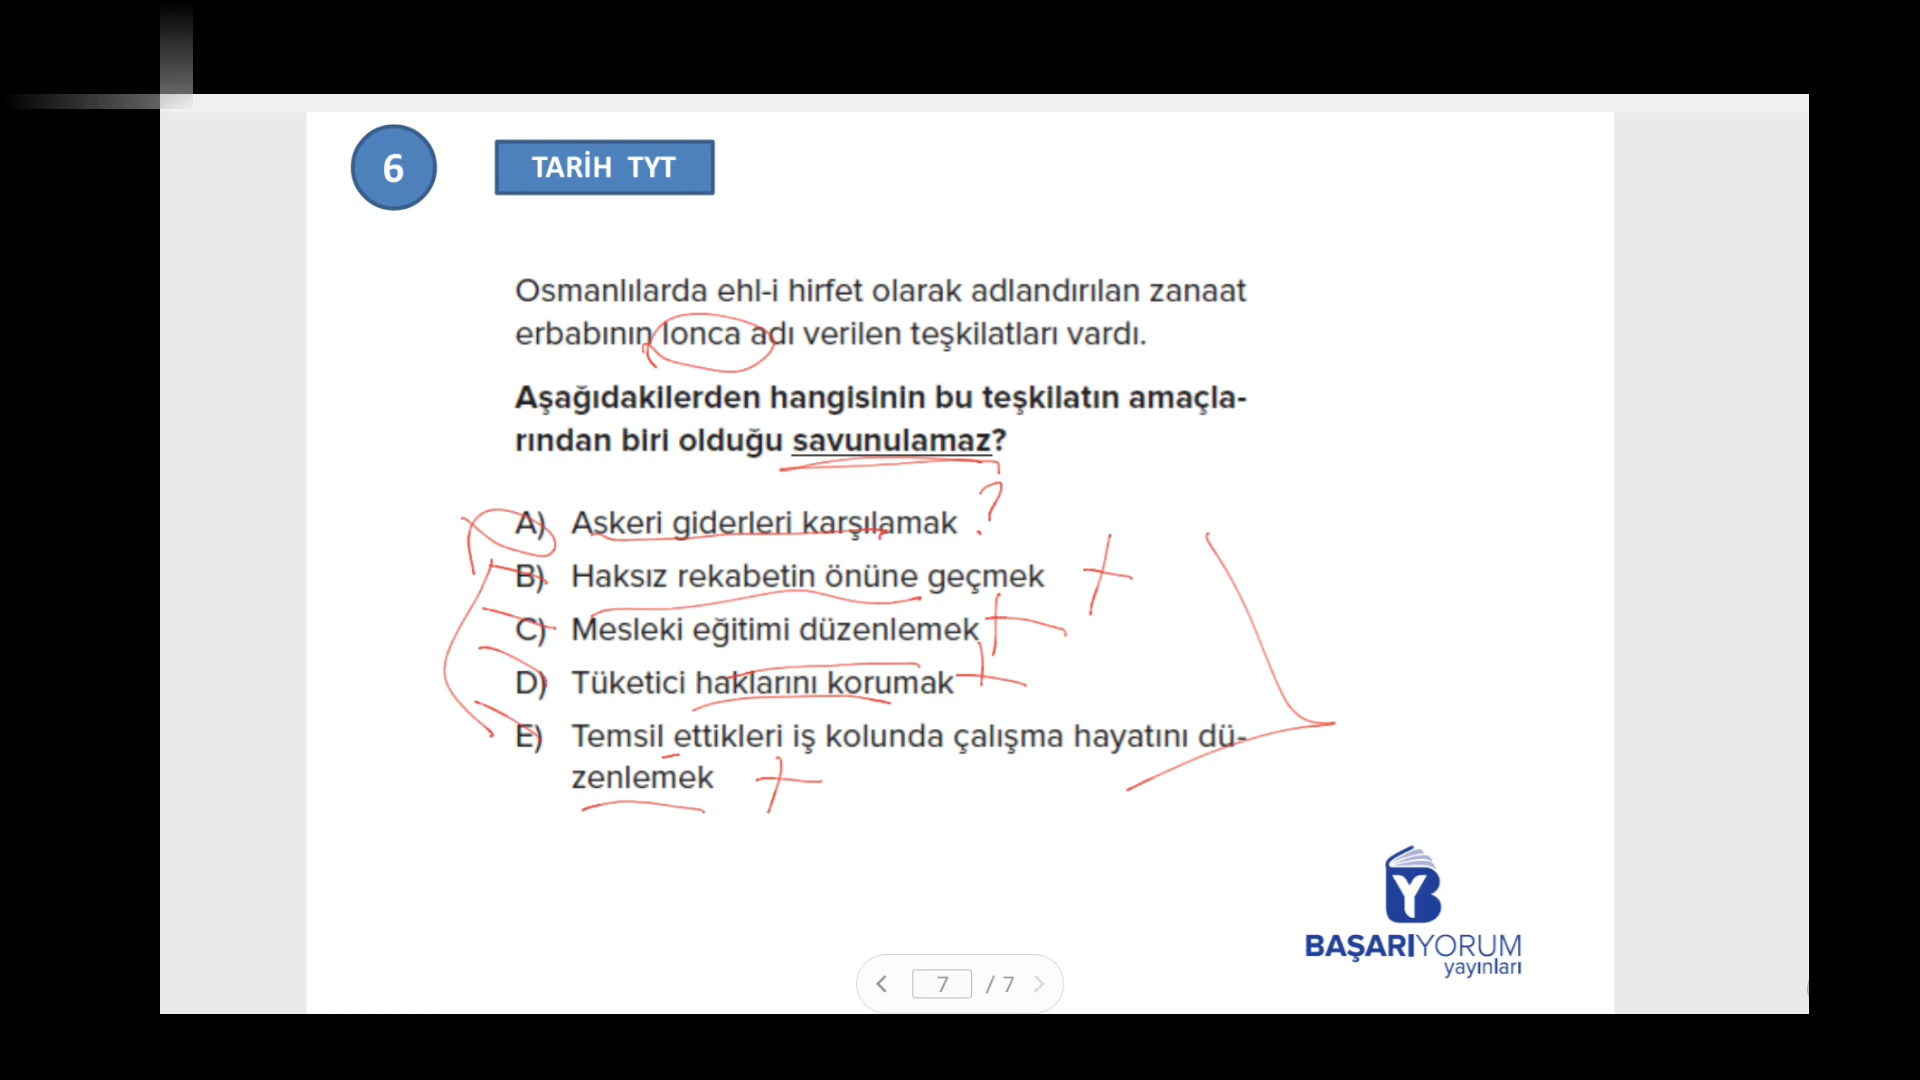 6
TARİH TYT
Osmanlılarda ehl-i hirfet olarak adlandırılan zanaat
erbabının lonca adı verilen teşkilatları vardı.
Aşağıdakilerden hangisinin bu teşkilatın amaçla-
rından biri olduğu savunulamaz?
A) Askeri giderleri karşılamak ?
B) Haksız rekabetin önüne geçmek +
C) Mesleki eğitimi düzenlemek +
D) Tüketici haklarını korumak +
E) Temsil ettikleri iş kolunda çalışma hayatını dü-
zenlemek +
BAŞARIYORUM
yayınları
7 / 7